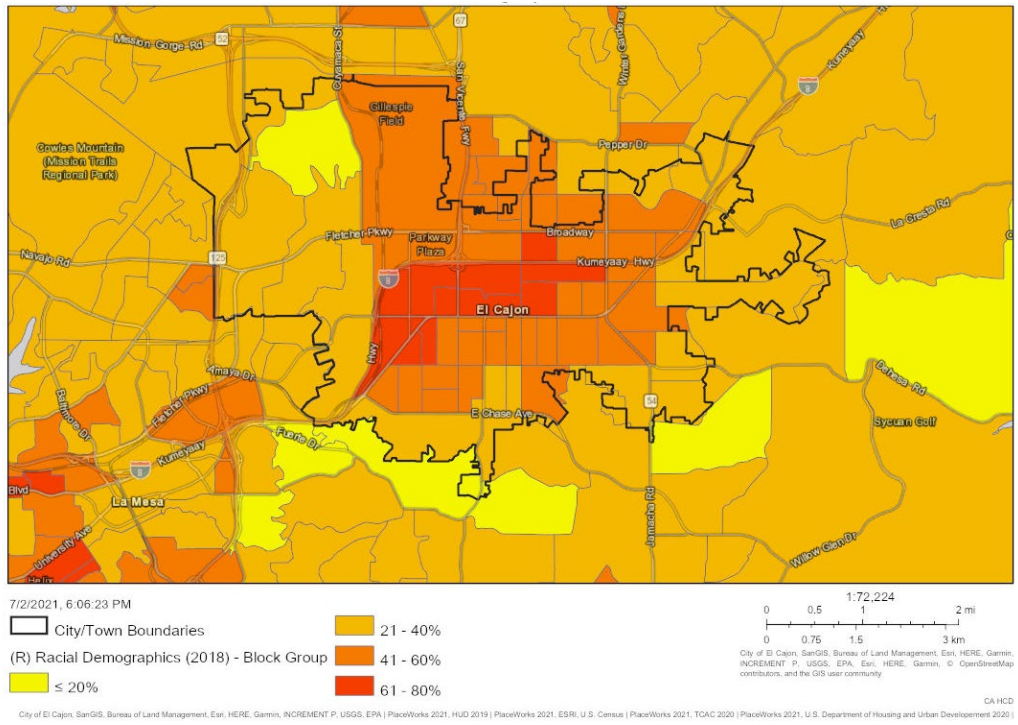 67
52
Mission Gorge Rd
Cuyamaca St
San Vicente Fwy
Kumeyaay
8
Gillespie
Field
Cowles Mountain
(Mission Trails
Regional Park)
Pepper Dr
La Cresta Rd
Fletcher Pkwy
Parkway
Plaza
Broadway
Navajo Rd
125
Kumeyaay Hwy
8
El Cajon
Hwy
Amaya Dr
Dehesa Rd
Baltimore Dr
Fletcher Pkwy
54
E Chase Ave
Sycuan Golf
Fuerte Dr
Kumeyaay
8
Blvd
La Mesa
Jamacha Rd
University Ave
Willow Glen Dr
Helix
7/2/2021, 6:06:23 PM
City/Town Boundaries
(R) Racial Demographics (2018) - Block Group
≤ 20%
21 - 40%
41 - 60%
61 - 80%
1:72,224
0 0.5 1 2 mi
0 0.75 1.5 3 km
City of El Cajon, SanGIS, Bureau of Land Management, Esri, HERE, Garmin,
INCREMENT P, USGS, EPA, Esri, HERE, Garmin, © OpenStreetMap
contributors, and the GIS user community
CA HCD
City of El Cajon, SanGIS, Bureau of Land Management, Esri, HERE, Garmin, INCREMENT P, USGS, EPA | PlaceWorks 2021, HUD 2019 | PlaceWorks 2021, ESRI, U.S. Census | PlaceWorks 2021, TCAC 2020 | PlaceWorks 2021, U.S. Department of Housing and Urban Developement 2020 |